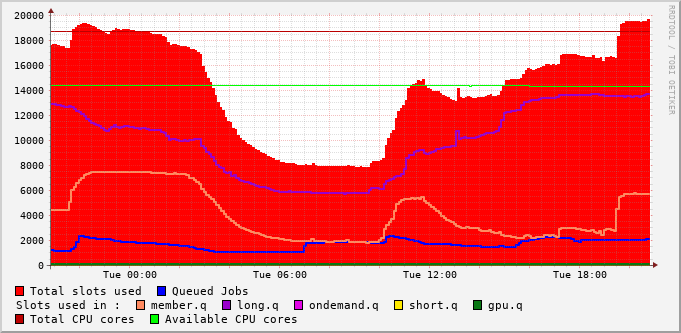 RRDTOOL / TOBI OETIKER
20000
18000
16000
14000
12000
10000
8000
6000
4000
2000
0
Tue 00:00 Tue 06:00 Tue 12:00 Tue 18:00
Total slots used Queued Jobs
Slots used in : member.q long.q ondemand.q short.q gpu.q
Total CPU cores Available CPU cores